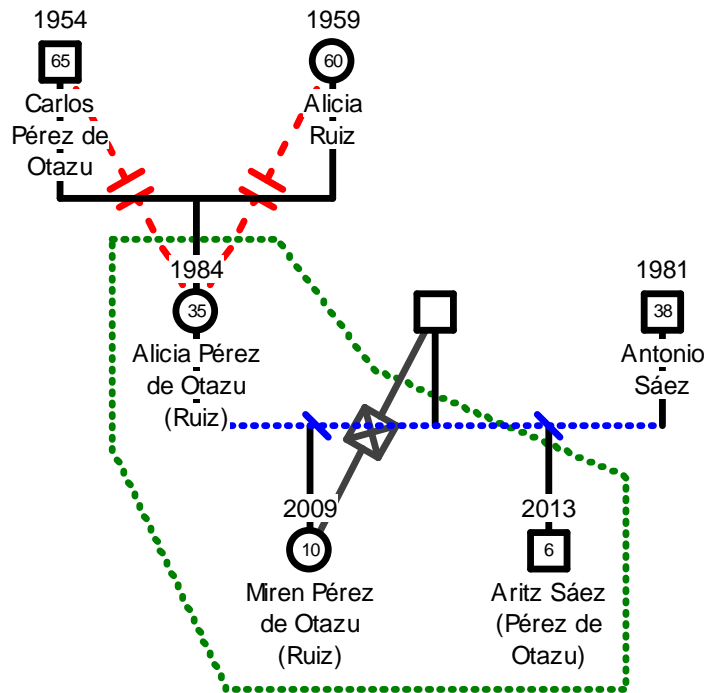 1954
1959
65
60
Carlos
Pérez de
Otazu
Alicia
Ruiz
1984
1981
35
38
Alicia Pérez
de Otazu
(Ruiz)
Antonio
Sáez
2009
2013
10
6
Miren Pérez
de Otazu
(Ruiz)
Aritz Sáez
(Pérez de
Otazu)